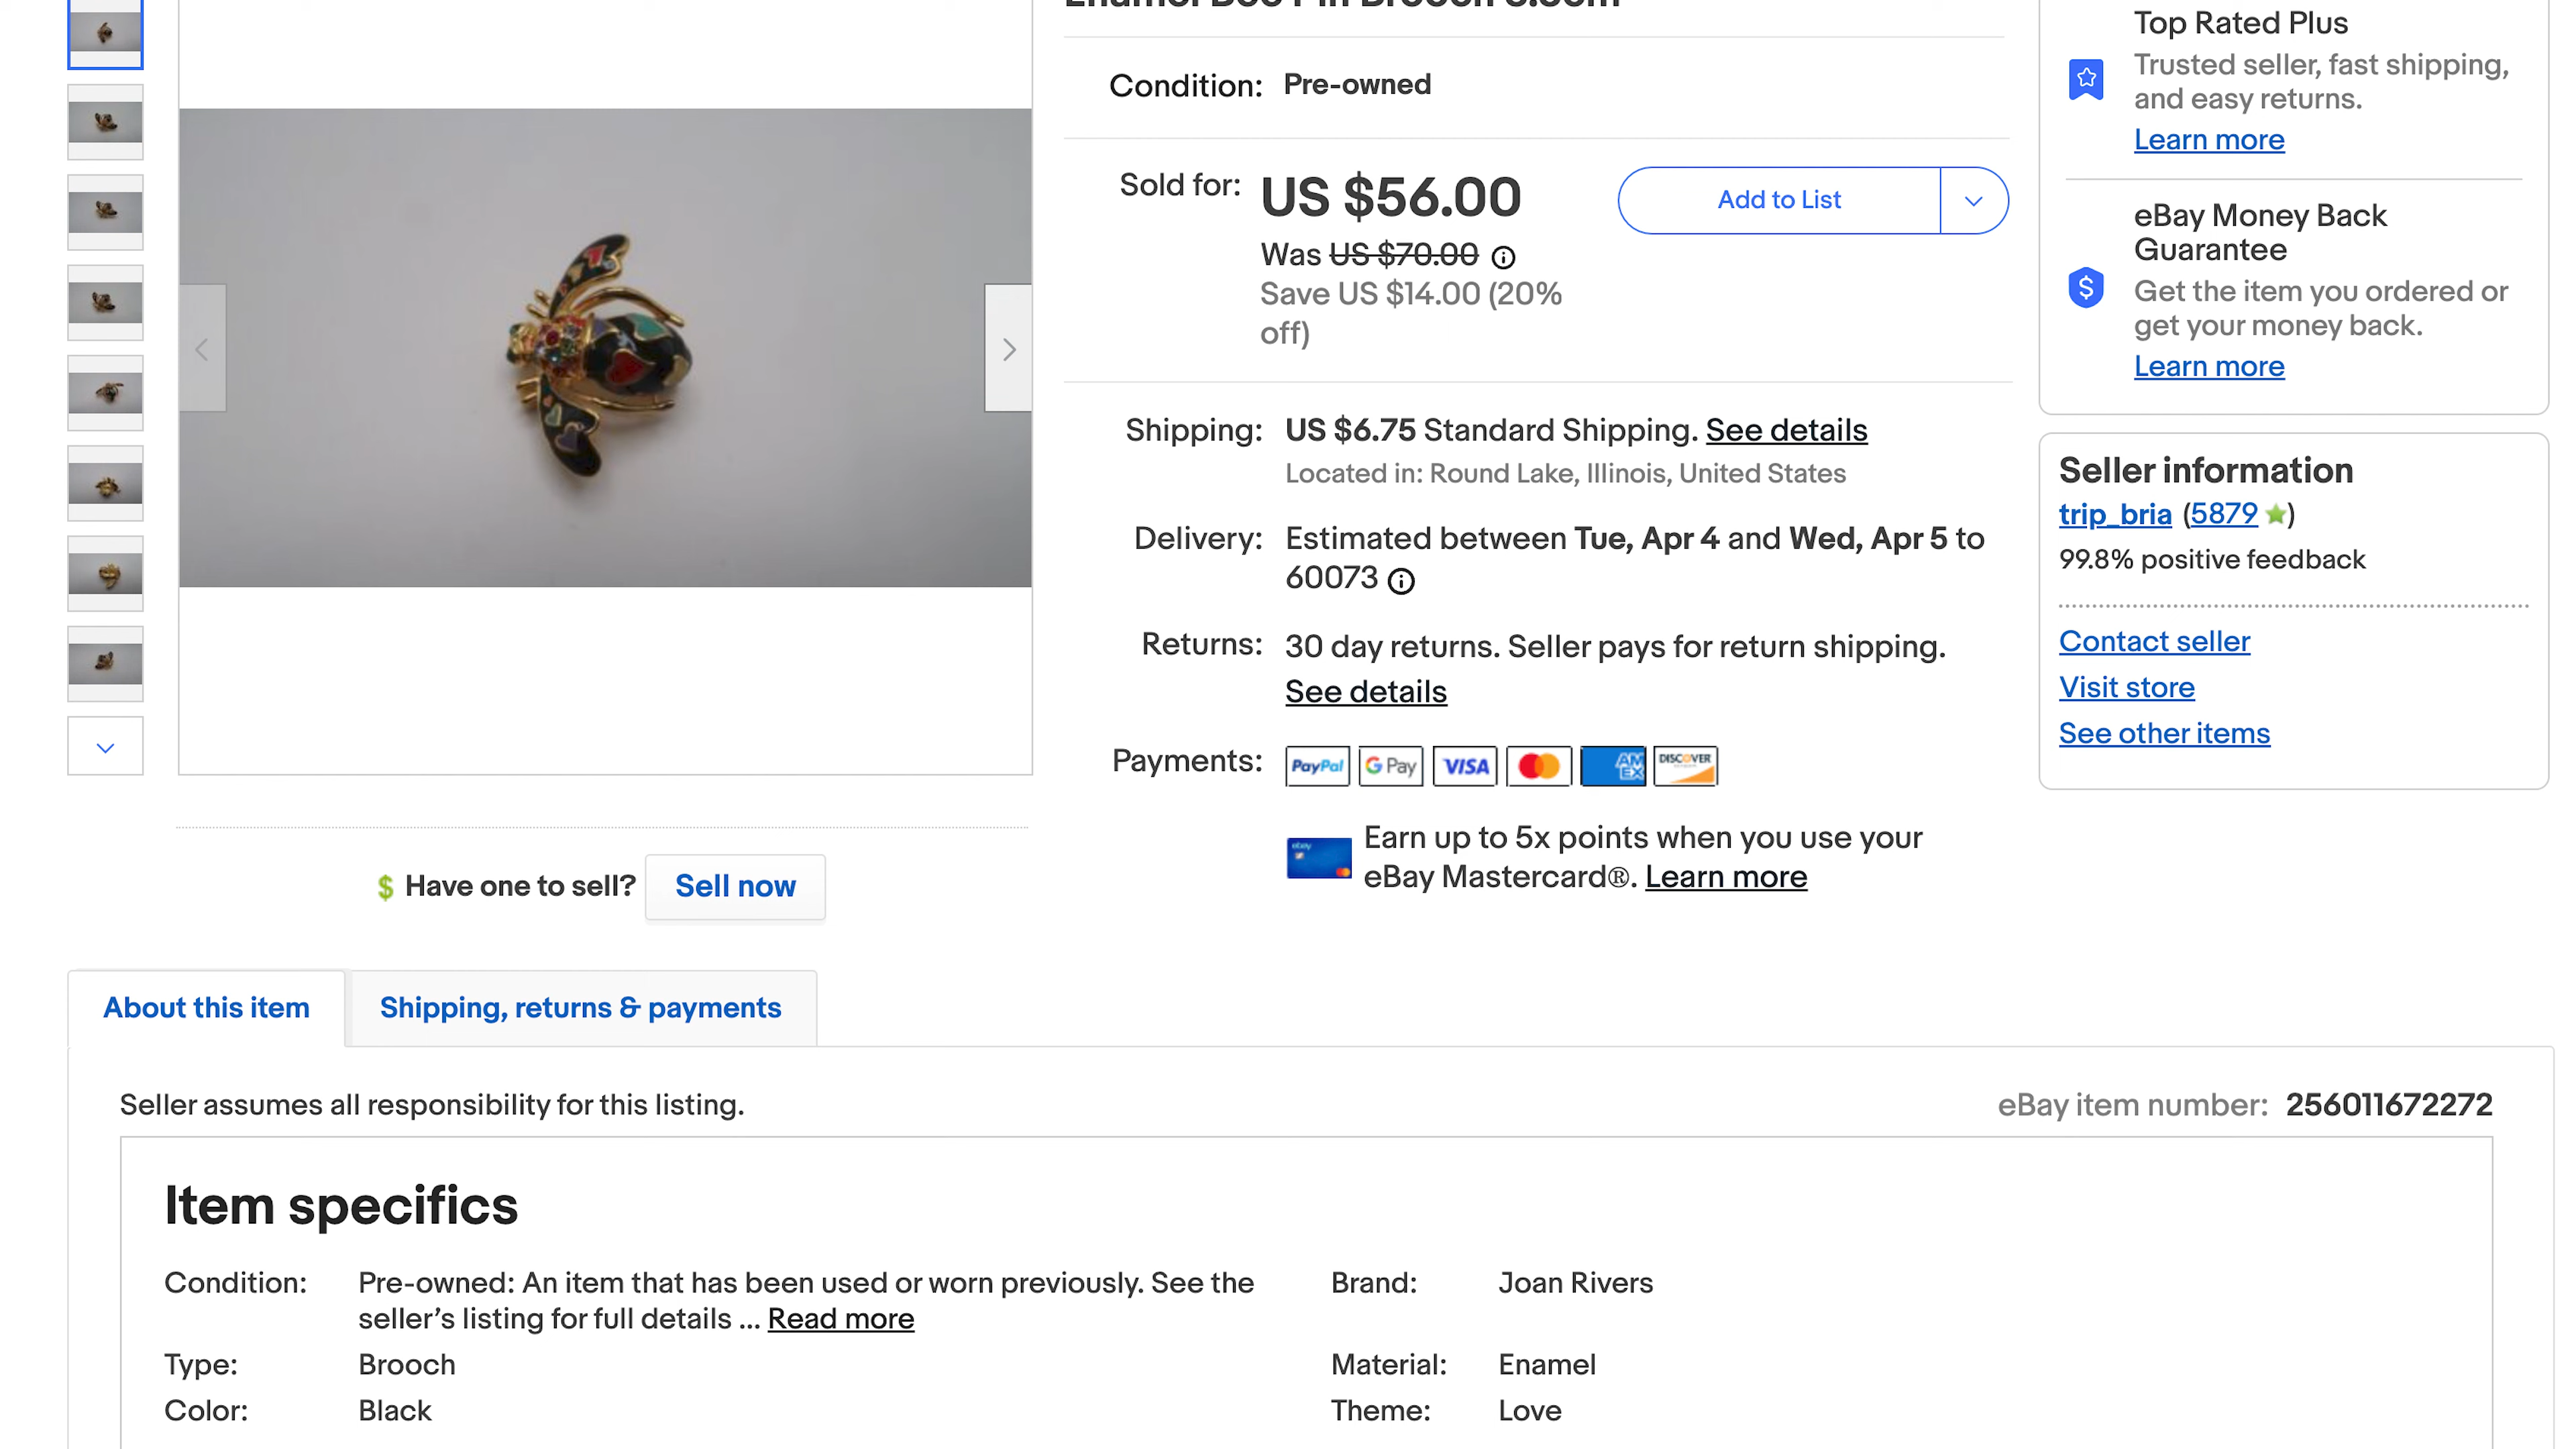 Condition: Pre-owned
Sold for: US $56.00
Was US $70.00
Save US $14.00 (20%
off)
Add to List
Shipping: US $6.75 Standard Shipping. See details
Located in: Round Lake, Illinois, United States
Delivery: Estimated between Tue, Apr 4 and Wed, Apr 5 to
60073
Returns: 30 day returns. Seller pays for return shipping.
See details
Payments: PayPal G Pay VISA AM EX DISCOVER
ebay
Earn up to 5x points when you use your
eBay Mastercard®. Learn more
Top Rated Plus
Trusted seller, fast shipping,
and easy returns.
Learn more
eBay Money Back
Guarantee
Get the item you ordered or
get your money back.
Learn more
Seller information
trip_bria (5879)
99.8% positive feedback
Contact seller
Visit store
See other items
$ Have one to sell? Sell now
About this item
Shipping, returns & payments
Seller assumes all responsibility for this listing.
eBay item number: 256011672272
Item specifics
Condition: Pre-owned: An item that has been used or worn previously. See the
seller's listing for full details ... Read more
Brand: Joan Rivers
Type: Brooch
Material: Enamel
Color: Black
Theme: Love